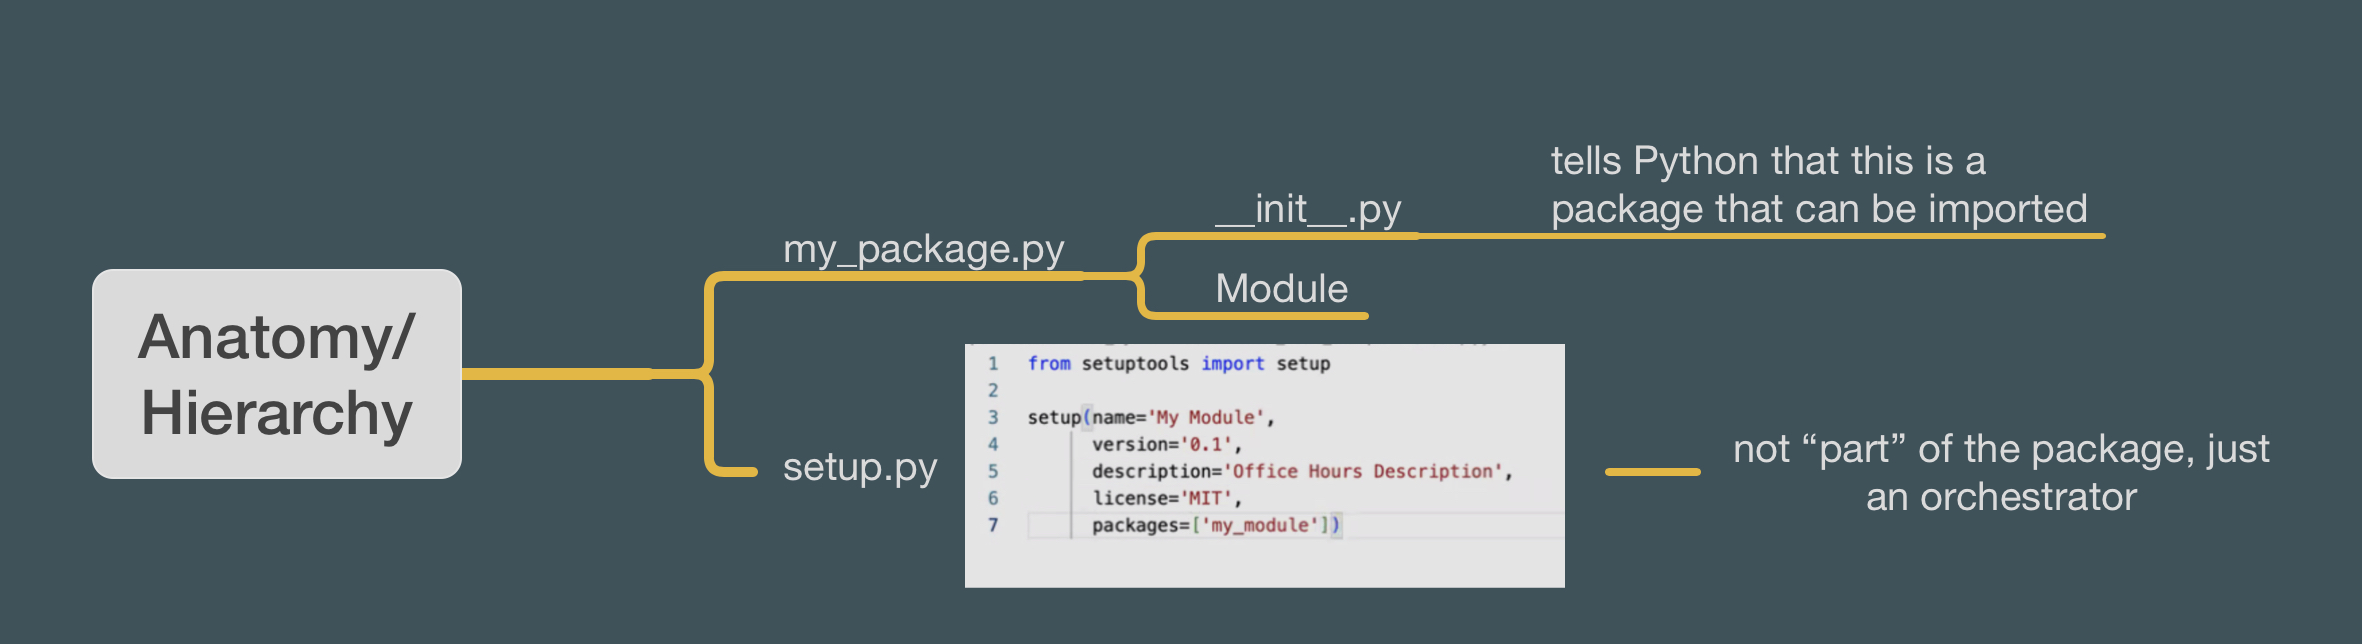 Anatomy/
Hierarchy
my_package.py
__init__.py
tells Python that this is a
package that can be imported
Module
setup.py
1 from setuptools import setup
2
3 setup(name='My Module',
4 version='0.1',
5 description='Office Hours Description',
6 license='MIT',
7 packages=['my_module'])
not “part” of the package, just
an orchestrator